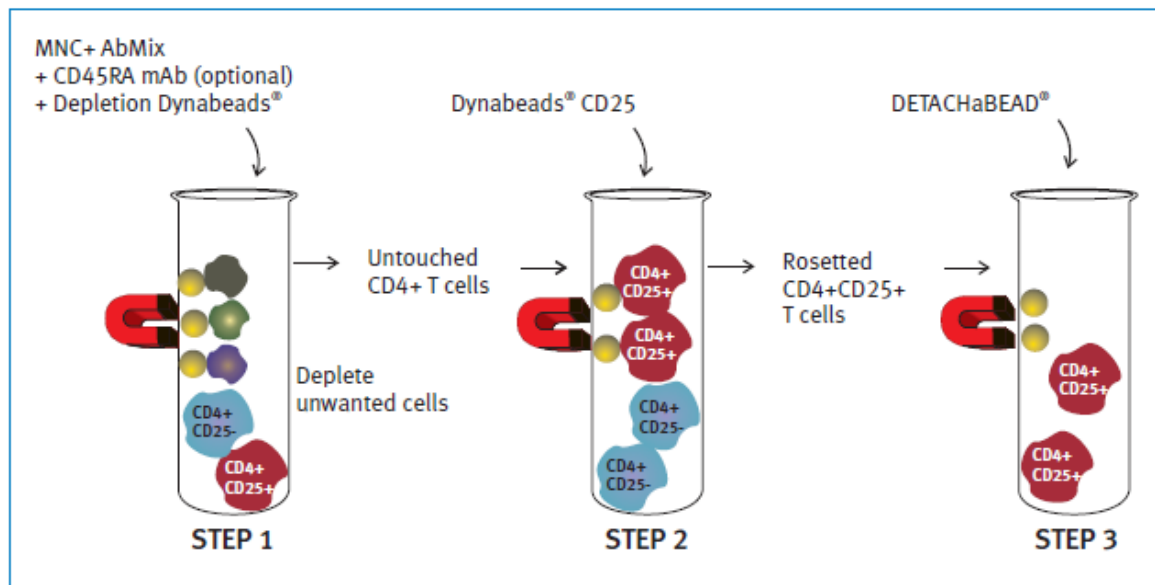 MNC+ AbMix
+ CD45RA mAb (optional)
+ Depletion Dynabeads®
Dynabeads® CD25
DETACHaBEAD®
Untouched
CD4+ T cells
Rosetted
CD4+CD25+
T cells
Deplete
unwanted cells
CD4+
CD25-
CD4+
CD25+
CD4+
CD25+
CD4+
CD25+
CD4+
CD25-
CD4+
CD25-
CD4+
CD25+
CD4+
CD25+
STEP 1
STEP 2
STEP 3